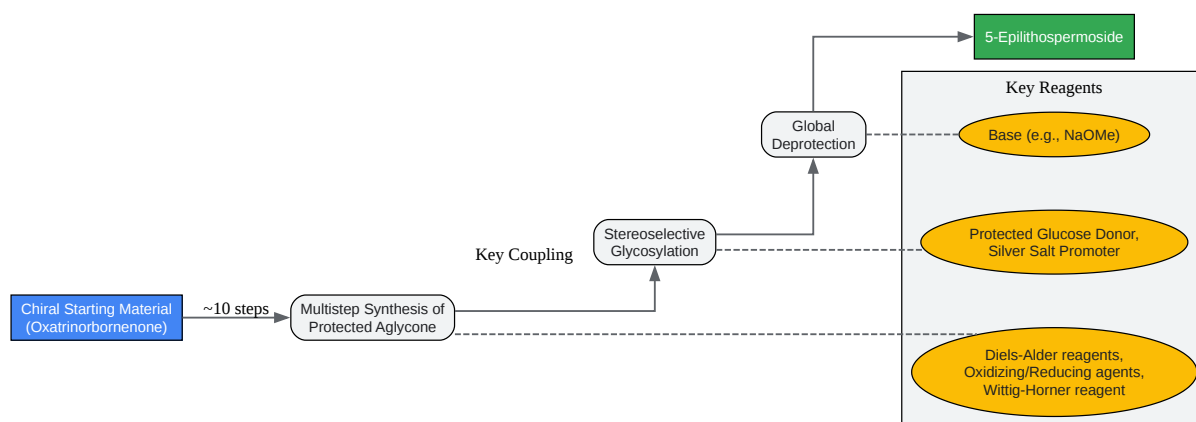 5-Epilithospermoside
Key Reagents
Global
Deprotection
Base (e.g., NaOMe)
Stereoselective
Glycosylation
Key Coupling
Protected Glucose Donor,
Silver Salt Promoter
Chiral Starting Material
(Oxatrinorbornenone)
~10 steps
Multistep Synthesis of
Protected Aglycone
Diels-Alder reagents,
Oxidizing/Reducing agents,
Wittig-Horner reagent